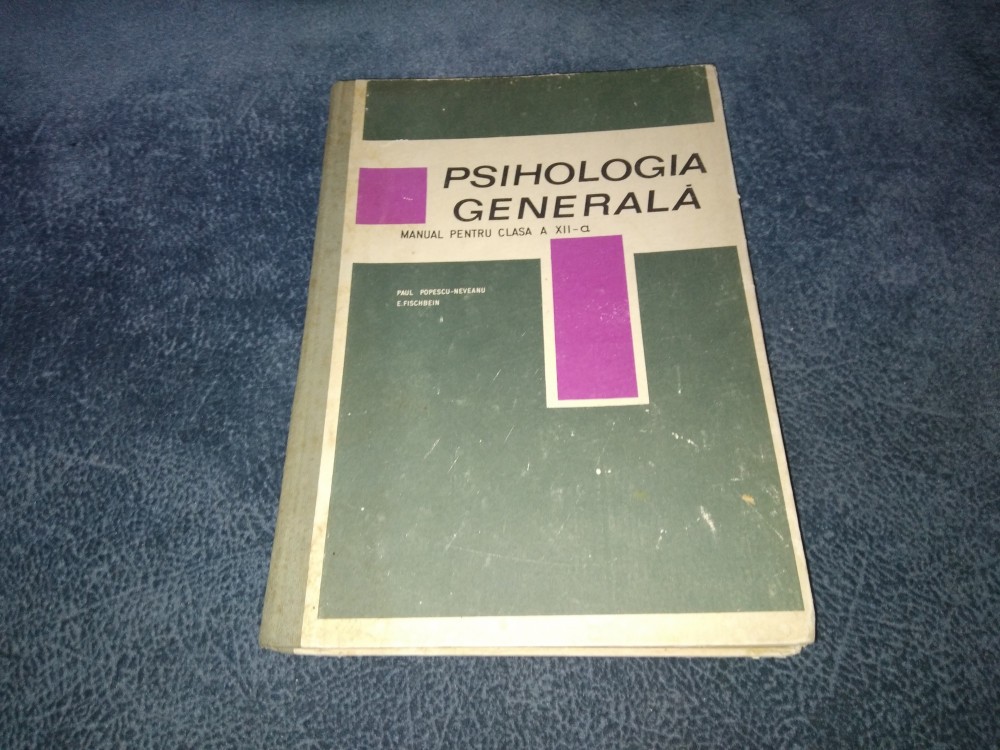 PSIHOLOGIA
GENERALĂ
MANUAL PENTRU CLASA A XII-a
PAUL POPESCU-NEVEANU
E. FISCHBEIN